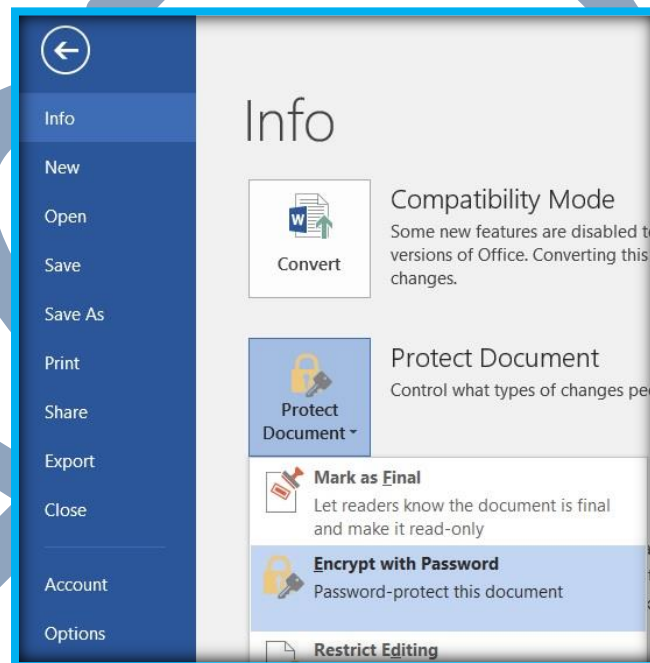 Info
New
Open
Save
Save As
Print
Share
Export
Close
Account
Options
Info
Convert
Compatibility Mode
Some new features are disabled
versions of Office. Converting this
changes.
Protect
Document
Protect Document
Control what types of changes
Mark as Final
Let readers know the document is final
and make it read-only
Encrypt with Password
Password-protect this document
Restrict Editing